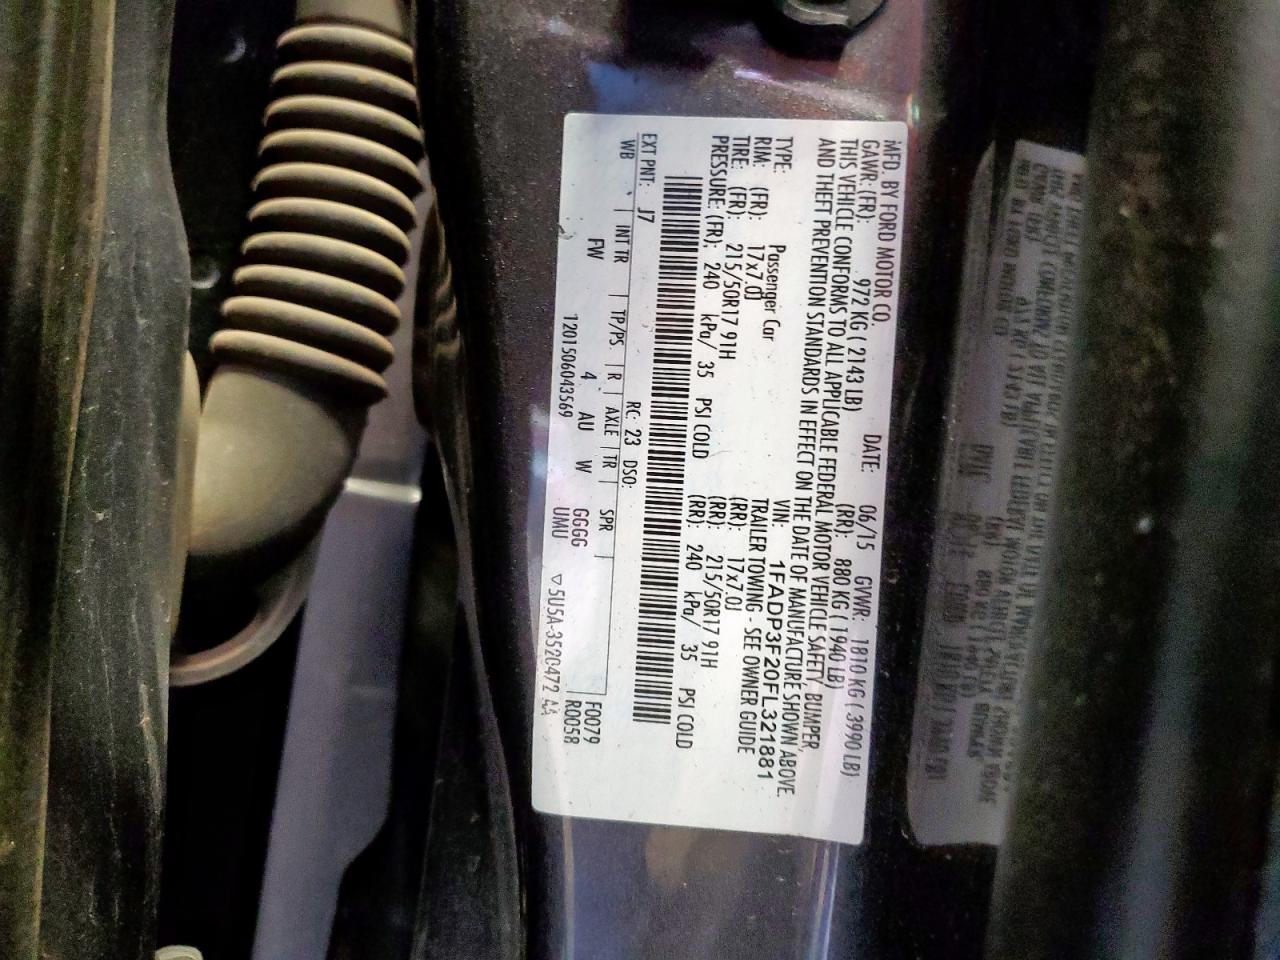 MFD. BY FORD MOTOR CO.
DATE: 06/15 GVWR: 1810 KG ( 3990 LB)
GAWR: (FR): 972 KG ( 2143 LB) (RR): 880 KG ( 1940 LB)
THIS VEHICLE CONFORMS TO ALL APPLICABLE FEDERAL MOTOR VEHICLE SAFETY, BUMPER,
AND THEFT PREVENTION STANDARDS IN EFFECT ON THE DATE OF MANUFACTURE SHOWN ABOVE.
VIN: 1FADP3F20FL321881
TYPE: Passenger Car TRAILER TOWING - SEE OWNER GUIDE
RIM: (FR): 17x7.0J (RR): 17x7.0J
TIRE: (FR): 215/50R17 91H (RR): 215/50R17 91H
PRESSURE: (FR): 240 kPa/ 35 PSI COLD (RR): 240 kPa/ 35 PSI COLD
EXT PNT: J7 RC: 23 DSO:
WB | INT TR | TP/PS | R | AXLE | TR | SPR | F0079
FW 4 AU W GGGG R0058
UMU
1201506043569 ▽5U5A-3520472 AA